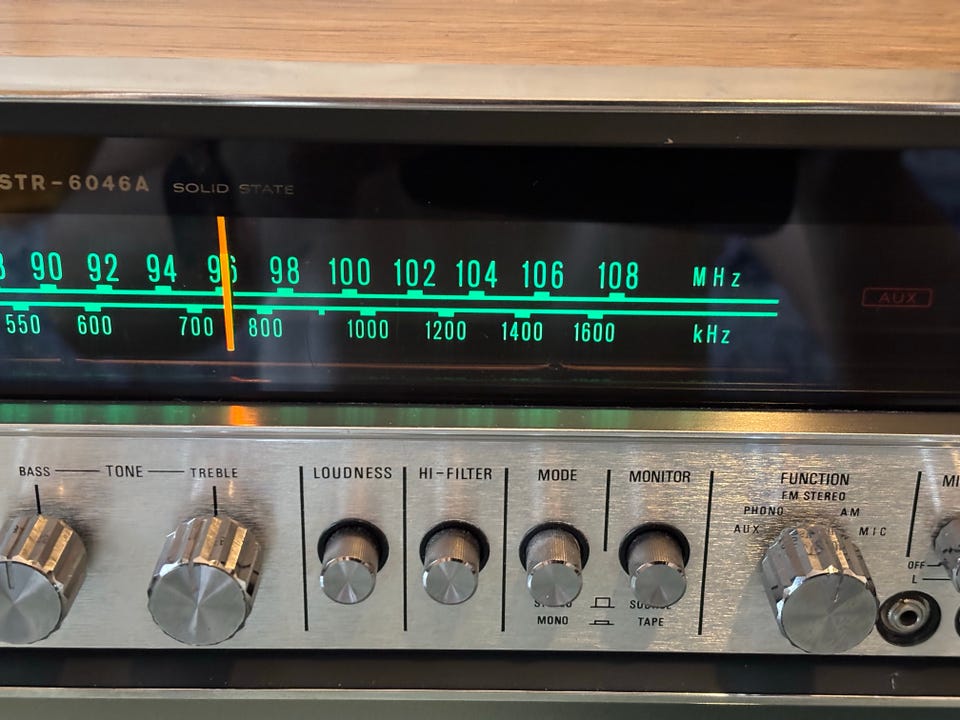 STR-6046A SOLID STATE
90 92 94 96 98 100 102 104 106 108 MHz
AUX
550 600 700 800 1000 1200 1400 1600 kHz
BASS TONE TREBLE
LOUDNESS
HI-FILTER
MODE
STEREO
MONO
MONITOR
SOURCE
TAPE
FUNCTION
FM STEREO
PHONO AM
AUX MIC
MI
OFF
L